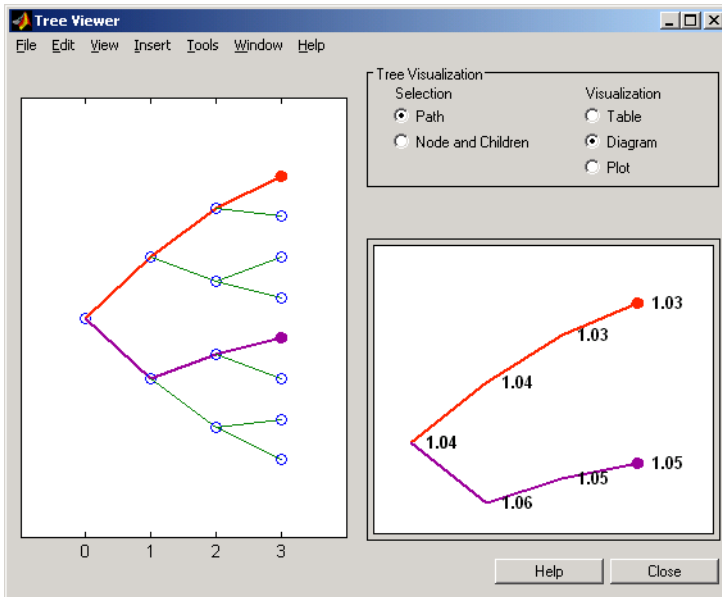 Tree Viewer
File Edit View Insert Tools Window Help
Tree Visualization
Selection Visualization
Path Table
Node and Children Diagram
Plot
1.03
1.03
1.04
1.04
1.05
1.05
1.06
0 1 2 3
Help Close